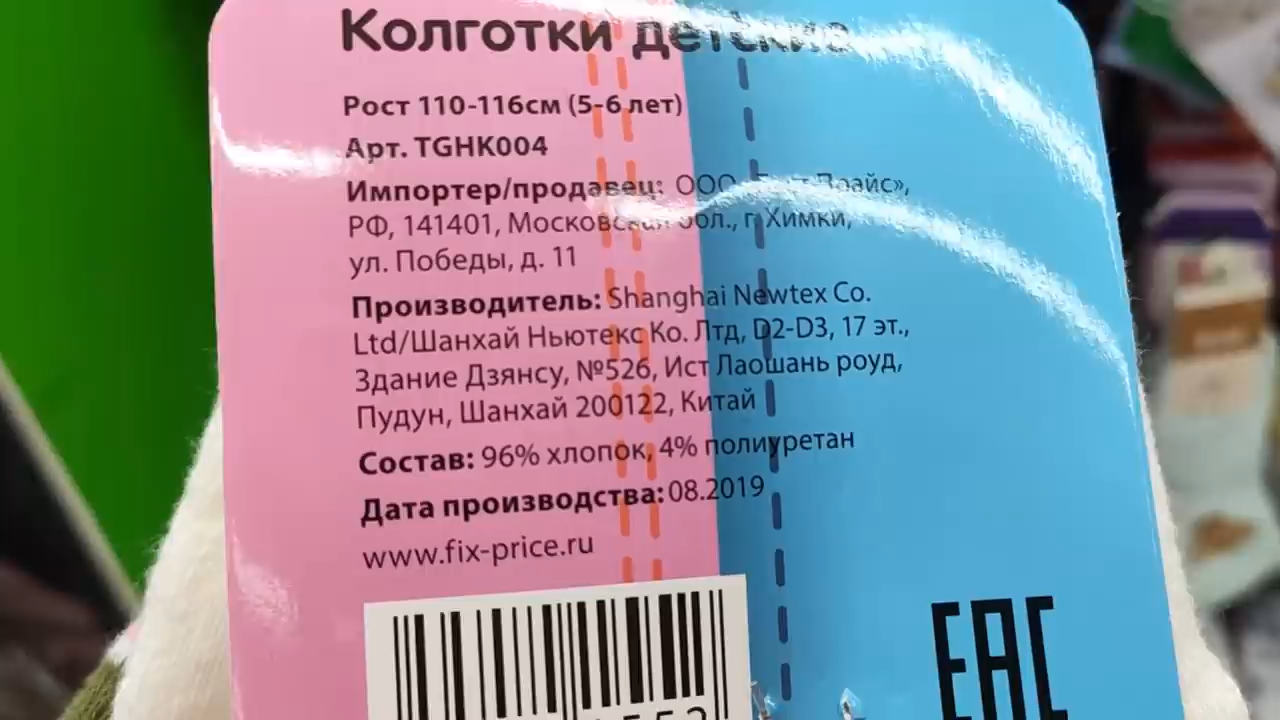 Колготки детские
Рост 110-116см (5-6 лет)
Арт. TGHK004
Импортер/продавец: ООО Прайс»,
РФ, 141401, Московская обл., г. Химки,
ул. Победы, д. 11
Производитель: Shanghai Newtex Co.
Ltd/Шанхай Ньютекс Ко. Лтд, D2-D3, 17 эт.,
Здание Дзянсу, №526, Ист Лаошань роуд,
Пудун, Шанхай 200122, Китай
Состав: 96% хлопок, 4% полиуретан
Дата производства: 08.2019
www.fix-price.ru
EAC